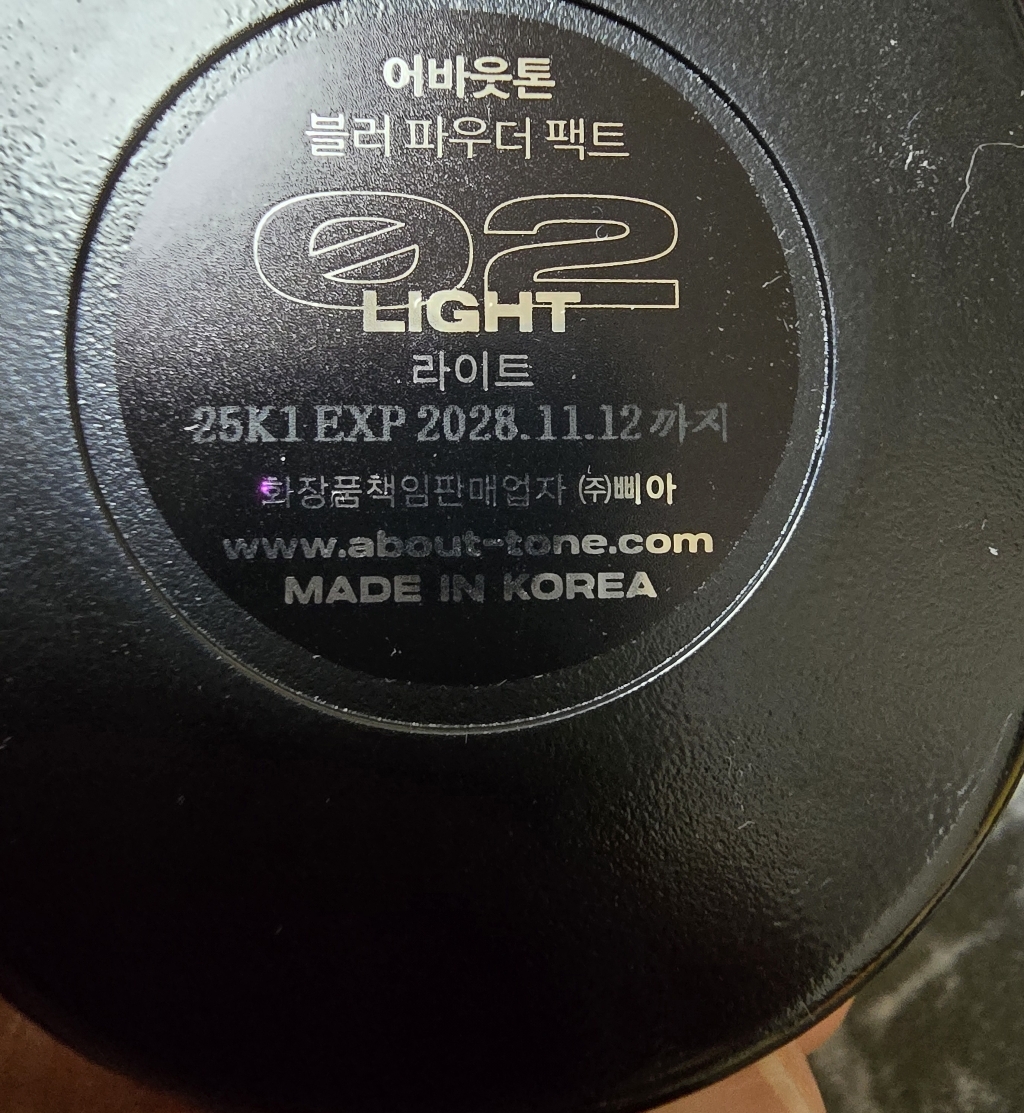 어바웃톤
블러 파우더 팩트
02
LIGHT
라이트
25K1 EXP 2028.11.12까지
화장품책임판매업자 ㈜삐아
www.about-tone.com
MADE IN KOREA